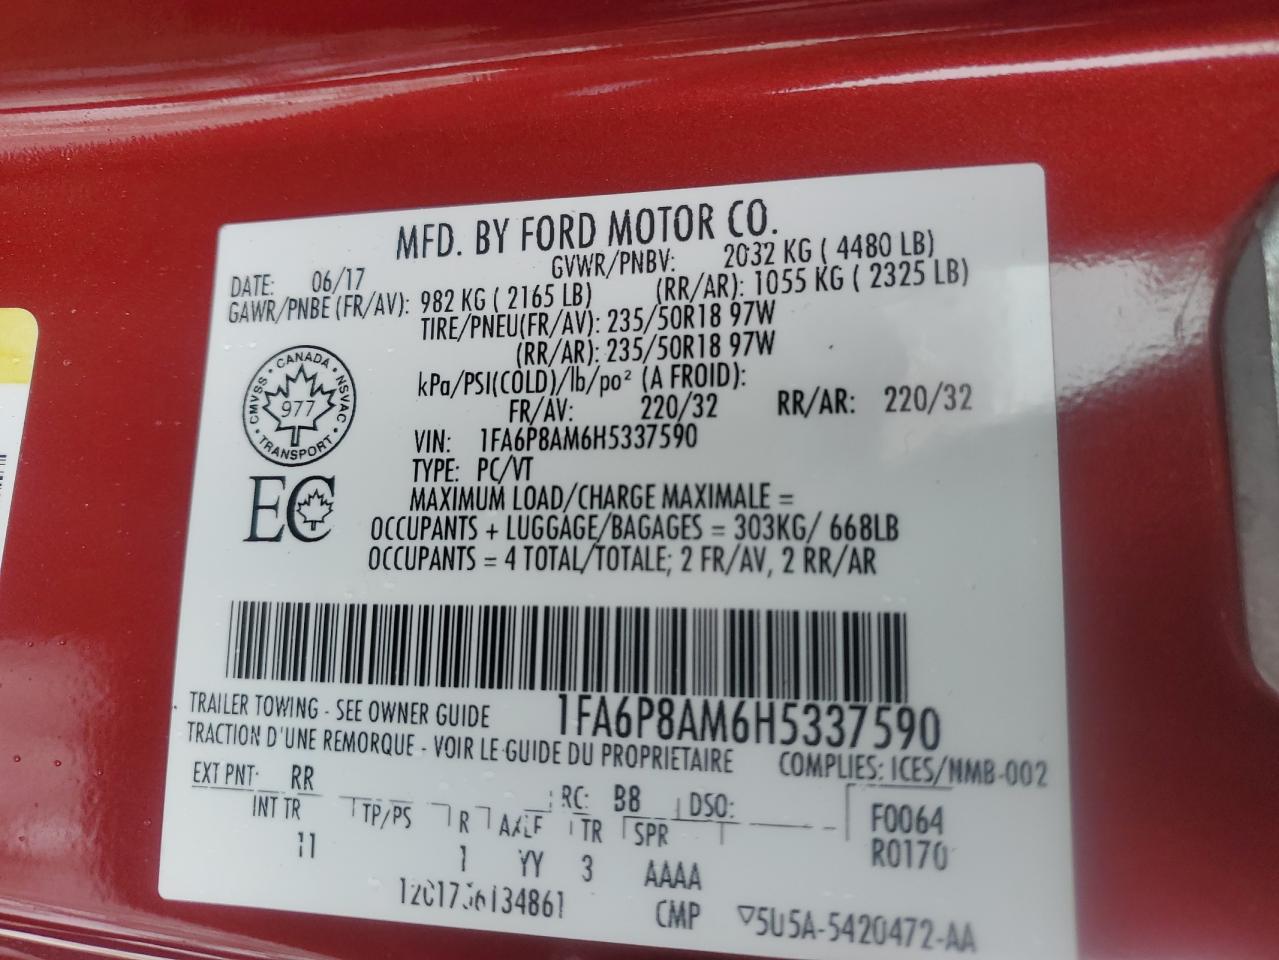 MFD. BY FORD MOTOR CO.
DATE: 06/17 GVWR/PNBV: 2032 KG ( 4480 LB)
GAWR/PNBE (FR/AV): 982 KG ( 2165 LB) (RR/AR): 1055 KG ( 2325 LB)
TIRE/PNEU(FR/AV): 235/50R18 97W
(RR/AR): 235/50R18 97W
kPa/PSI(COLD)/lb/po² (A FROID):
FR/AV: 220/32 RR/AR: 220/32
CANADA
CMVSS 977 NSVAC
TRANSPORT
VIN: 1FA6P8AM6H5337590
TYPE: PC/VT
EC
MAXIMUM LOAD/CHARGE MAXIMALE =
OCCUPANTS + LUGGAGE/BAGAGES = 303KG/ 668LB
OCCUPANTS = 4 TOTAL/TOTALE; 2 FR/AV, 2 RR/AR
TRAILER TOWING - SEE OWNER GUIDE 1FA6P8AM6H5337590
TRACTION D'UNE REMORQUE - VOIR LE GUIDE DU PROPRIETAIRE COMPLIES: ICES/NMB-002
EXT PNT: RR RC: B8 DSO: F0064
INT TR TP/PS R AXLE TR SPR R0170
11 1 YY 3 AAAA
CMP ▽5U5A-5420472-AA